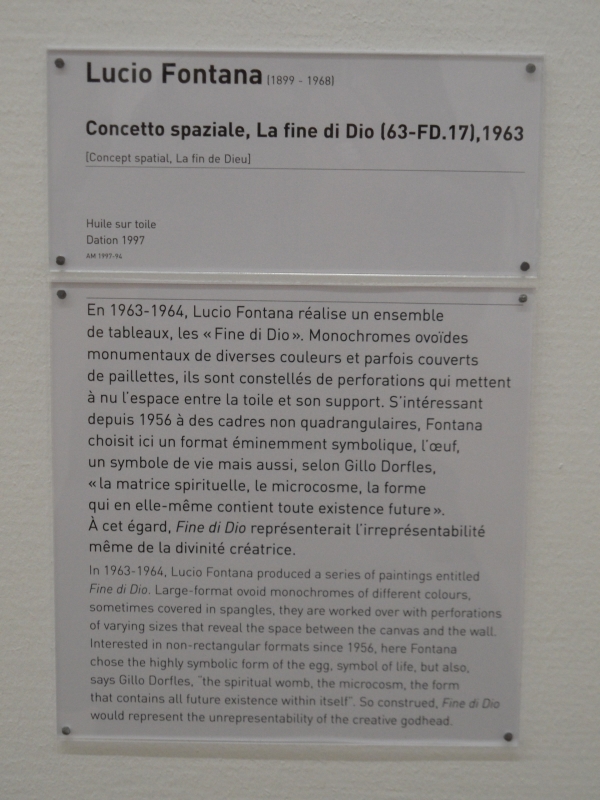 Lucio Fontana (1899 - 1968)
Concetto spaziale, La fine di Dio (63-FD.17),1963
[Concept spatial, La fin de Dieu]
Huile sur toile
Dation 1997
AM 1997-94
En 1963-1964, Lucio Fontana réalise un ensemble
de tableaux, les « Fine di Dio ». Monochromes ovoïdes
monumentaux de diverses couleurs et parfois couverts
de paillettes, ils sont constellés de perforations qui mettent
à nu l'espace entre la toile et son support. S'intéressant
depuis 1956 à des cadres non quadrangulaires, Fontana
choisit ici un format éminemment symbolique, l'œuf,
un symbole de vie mais aussi, selon Gillo Dorfles,
« la matrice spirituelle, le microcosme, la forme
qui en elle-même contient toute existence future ».
À cet égard, Fine di Dio représenterait l'irreprésentabilité
même de la divinité créatrice.
In 1963-1964, Lucio Fontana produced a series of paintings entitled
Fine di Dio. Large-format ovoid monochromes of different colours,
sometimes covered in spangles, they are worked over with perforations
of varying sizes that reveal the space between the canvas and the wall.
Interested in non-rectangular formats since 1956, here Fontana
chose the highly symbolic form of the egg, symbol of life, but also,
says Gillo Dorfles, "the spiritual womb, the microcosm, the form
that contains all future existence within itself". So construed, Fine di Dio
would represent the unrepresentability of the creative godhead.